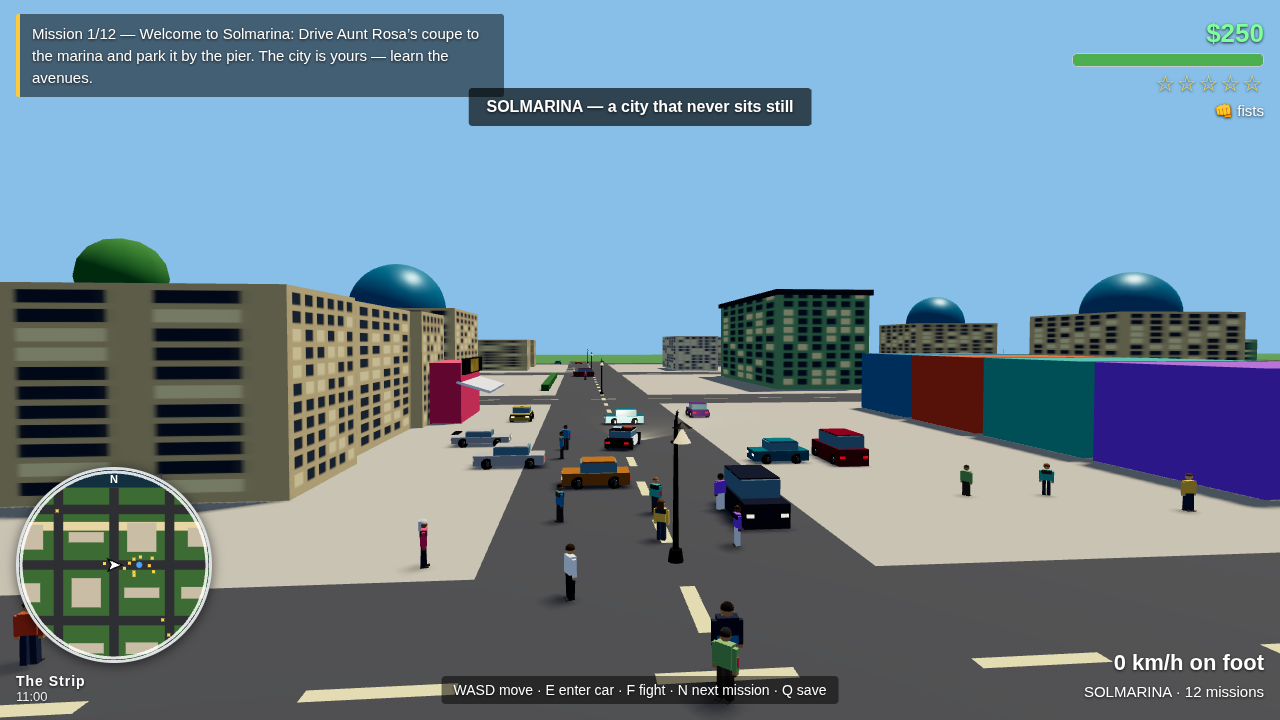 Mission 1/12 — Welcome to Solmarina: Drive Aunt Rosa's coupe to
the marina and park it by the pier. The city is yours — learn the
avenues.
$250
SOLMARINA — a city that never sits still
👊 fists
N
The Strip
11:00
WASD move · E enter car · F fight · N next mission · Q save
0 km/h on foot
SOLMARINA · 12 missions